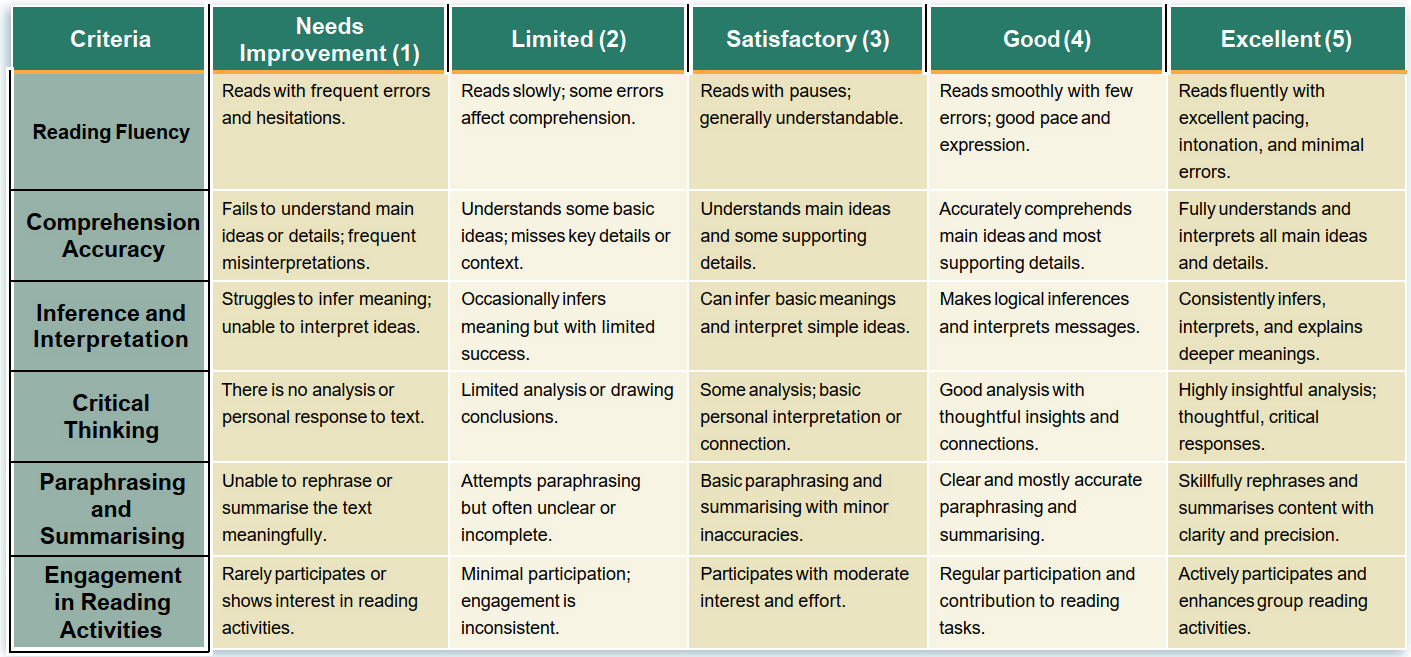 Criteria
Needs
Improvement (1)
Limited (2)
Satisfactory (3)
Good (4)
Excellent (5)
Reading Fluency
Reads with frequent errors
and hesitations.
Reads slowly; some errors
affect comprehension.
Reads with pauses;
generally understandable.
Reads smoothly with few
errors; good pace and
expression.
Reads fluently with
excellent pacing,
intonation, and minimal
errors.
Comprehension
Accuracy
Fails to understand main
ideas or details; frequent
misinterpretations.
Understands some basic
ideas; misses key details or
context.
Understands main ideas
and some supporting
details.
Accurately comprehends
main ideas and most
supporting details.
Fully understands and
interprets all main ideas
and details.
Inference and
Interpretation
Struggles to infer meaning;
unable to interpret ideas.
Occasionally infers
meaning but with limited
success.
Can infer basic meanings
and interpret simple ideas.
Makes logical inferences
and interprets messages.
Consistently infers,
interprets, and explains
deeper meanings.
Critical
Thinking
There is no analysis or
personal response to text.
Limited analysis or drawing
conclusions.
Some analysis; basic
personal interpretation or
connection.
Good analysis with
thoughtful insights and
connections.
Highly insightful analysis;
thoughtful, critical
responses.
Paraphrasing
and
Summarising
Unable to rephrase or
summarise the text
meaningfully.
Attempts paraphrasing
but often unclear or
incomplete.
Basic paraphrasing and
summarising with minor
inaccuracies.
Clear and mostly accurate
paraphrasing and
summarising.
Skillfully rephrases and
summarises content with
clarity and precision.
Engagement
in Reading
Activities
Rarely participates or
shows interest in reading
activities.
Minimal participation;
engagement is
inconsistent.
Participates with moderate
interest and effort.
Regular participation and
contribution to reading
tasks.
Actively participates and
enhances group reading
activities.